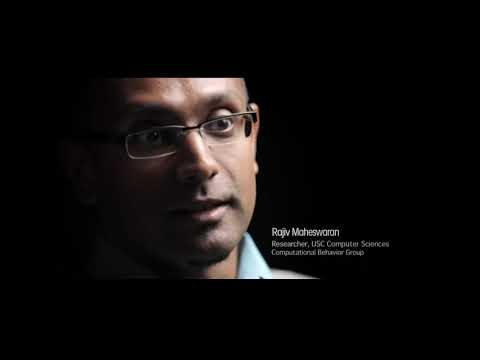 Rajiv Maheswaran
Researcher, USC Computer Sciences
Computational Behavior Group